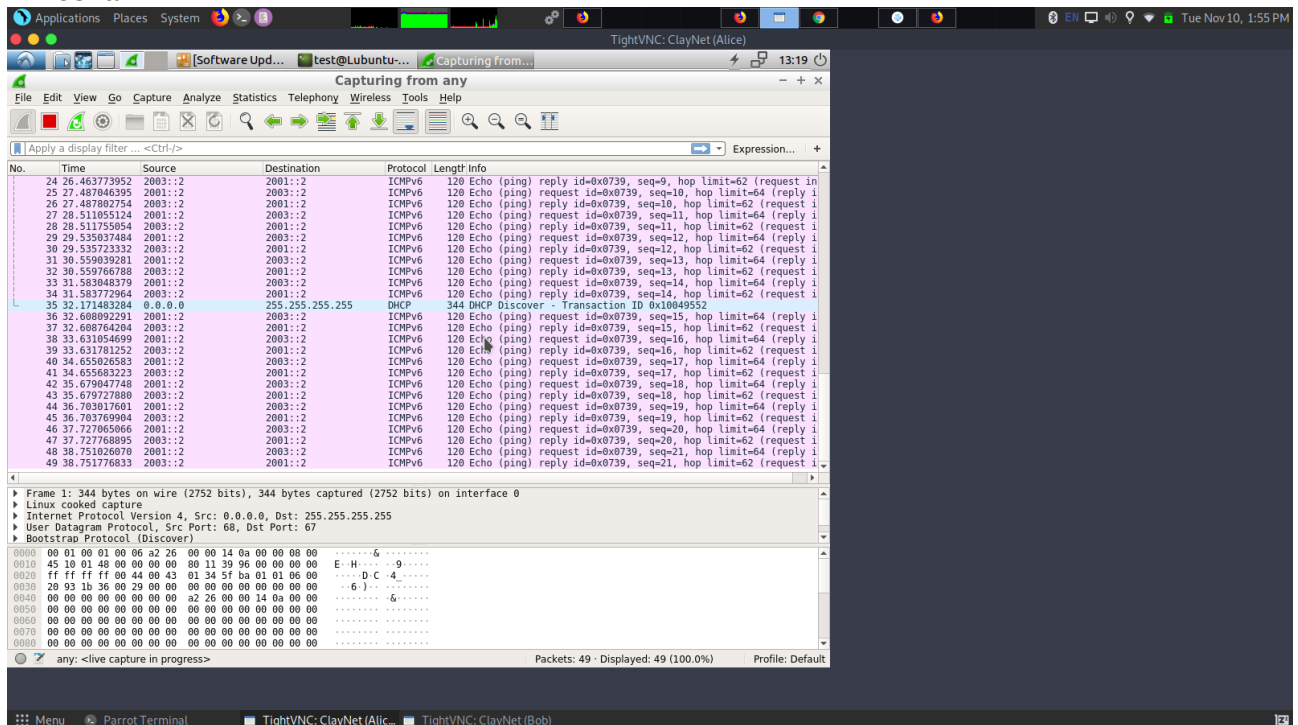 Applications Places System EN Tue Nov 10, 1:55 PM
TightVNC: ClayNet (Alice)
[Software Upd... test@Lubuntu-... Capturing from... 13:19
Capturing from any
File Edit View Go Capture Analyze Statistics Telephony Wireless Tools Help
Apply a display filter ... <Ctrl-/> Expression... +
No. Time Source Destination Protocol Length Info
24 26.463773952 2003::2 2001::2 ICMPv6 120 Echo (ping) reply id=0x0739, seq=9, hop limit=62 (request in
25 27.487046395 2001::2 2003::2 ICMPv6 120 Echo (ping) request id=0x0739, seq=10, hop limit=64 (reply i
26 27.487802754 2003::2 2001::2 ICMPv6 120 Echo (ping) reply id=0x0739, seq=10, hop limit=62 (request i
27 28.511055124 2001::2 2003::2 ICMPv6 120 Echo (ping) request id=0x0739, seq=11, hop limit=64 (reply i
28 28.511755054 2003::2 2001::2 ICMPv6 120 Echo (ping) reply id=0x0739, seq=11, hop limit=62 (request i
29 29.535037484 2001::2 2003::2 ICMPv6 120 Echo (ping) request id=0x0739, seq=12, hop limit=64 (reply i
30 29.535723332 2003::2 2001::2 ICMPv6 120 Echo (ping) reply id=0x0739, seq=12, hop limit=62 (request i
31 30.559039281 2001::2 2003::2 ICMPv6 120 Echo (ping) request id=0x0739, seq=13, hop limit=64 (reply i
32 30.559766788 2003::2 2001::2 ICMPv6 120 Echo (ping) reply id=0x0739, seq=13, hop limit=62 (request i
33 31.583048379 2001::2 2003::2 ICMPv6 120 Echo (ping) request id=0x0739, seq=14, hop limit=64 (reply i
34 31.583772964 2003::2 2001::2 ICMPv6 120 Echo (ping) reply id=0x0739, seq=14, hop limit=62 (request i
35 32.171483284 0.0.0.0 255.255.255.255 DHCP 344 DHCP Discover - Transaction ID 0x10049552
36 32.608092291 2001::2 2003::2 ICMPv6 120 Echo (ping) request id=0x0739, seq=15, hop limit=64 (reply i
37 32.608764204 2003::2 2001::2 ICMPv6 120 Echo (ping) reply id=0x0739, seq=15, hop limit=62 (request i
38 33.631054699 2001::2 2003::2 ICMPv6 120 Echo (ping) request id=0x0739, seq=16, hop limit=64 (reply i
39 33.631781252 2003::2 2001::2 ICMPv6 120 Echo (ping) reply id=0x0739, seq=16, hop limit=62 (request i
40 34.655026583 2001::2 2003::2 ICMPv6 120 Echo (ping) request id=0x0739, seq=17, hop limit=64 (reply i
41 34.655683223 2003::2 2001::2 ICMPv6 120 Echo (ping) reply id=0x0739, seq=17, hop limit=62 (request i
42 35.679047748 2001::2 2003::2 ICMPv6 120 Echo (ping) request id=0x0739, seq=18, hop limit=64 (reply i
43 35.679727880 2003::2 2001::2 ICMPv6 120 Echo (ping) reply id=0x0739, seq=18, hop limit=62 (request i
44 36.703017601 2001::2 2003::2 ICMPv6 120 Echo (ping) request id=0x0739, seq=19, hop limit=64 (reply i
45 36.703769904 2003::2 2001::2 ICMPv6 120 Echo (ping) reply id=0x0739, seq=19, hop limit=62 (request i
46 37.727065066 2001::2 2003::2 ICMPv6 120 Echo (ping) request id=0x0739, seq=20, hop limit=64 (reply i
47 37.727768895 2003::2 2001::2 ICMPv6 120 Echo (ping) reply id=0x0739, seq=20, hop limit=62 (request i
48 38.751026070 2001::2 2003::2 ICMPv6 120 Echo (ping) request id=0x0739, seq=21, hop limit=64 (reply i
49 38.751776833 2003::2 2001::2 ICMPv6 120 Echo (ping) reply id=0x0739, seq=21, hop limit=62 (request i
Frame 1: 344 bytes on wire (2752 bits), 344 bytes captured (2752 bits) on interface 0
Linux cooked capture
Internet Protocol Version 4, Src: 0.0.0.0, Dst: 255.255.255.255
User Datagram Protocol, Src Port: 68, Dst Port: 67
Bootstrap Protocol (Discover)
0000 00 01 00 01 00 06 a2 26 00 00 14 0a 00 00 08 00 ·······& ········
0010 45 10 01 48 00 00 00 00 80 11 39 96 00 00 00 00 E··H···· ··9·····
0020 ff ff ff ff 00 44 00 43 01 34 5f ba 01 01 06 00 ·····D·C ·4_·····
0030 20 93 1b 36 00 29 00 00 00 00 00 00 00 00 00 00 ··6·)·· ········
0040 00 00 00 00 00 00 00 00 a2 26 00 00 14 0a 00 00 ········ ·&······
0050 00 00 00 00 00 00 00 00 00 00 00 00 00 00 00 00 ········ ········
0060 00 00 00 00 00 00 00 00 00 00 00 00 00 00 00 00 ········ ········
0070 00 00 00 00 00 00 00 00 00 00 00 00 00 00 00 00 ········ ········
0080 00 00 00 00 00 00 00 00 00 00 00 00 00 00 00 00 ········ ········
any: <live capture in progress> Packets: 49 · Displayed: 49 (100.0%) Profile: Default
Menu Parrot Terminal TightVNC: ClayNet (Alic... TightVNC: ClayNet (Bob)